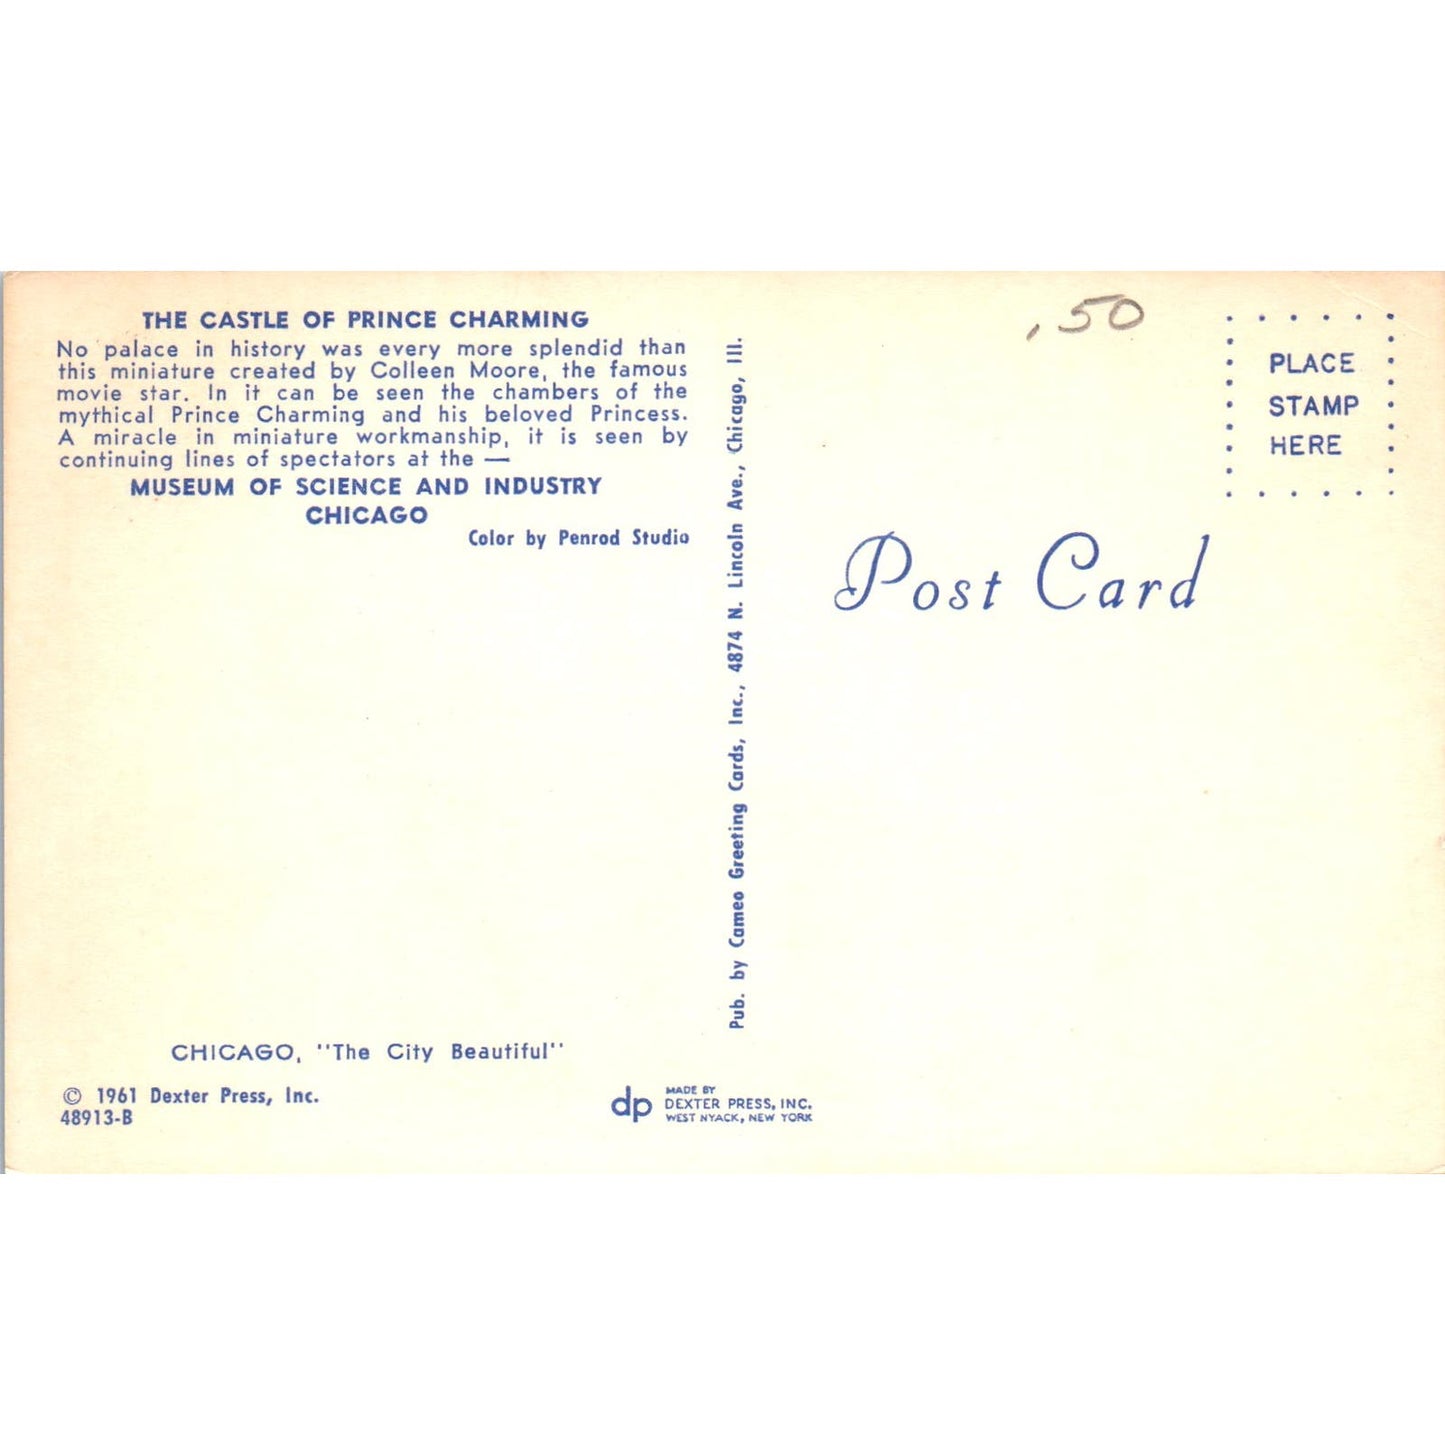 THE CASTLE OF PRINCE CHARMING
No palace in history was every more splendid than
this miniature created by Colleen Moore, the famous
movie star. In it can be seen the chambers of the
mythical Prince Charming and his beloved Princess.
A miracle in miniature workmanship, it is seen by
continuing lines of spectators at the —
MUSEUM OF SCIENCE AND INDUSTRY
CHICAGO
Color by Penrod Studio
CHICAGO, "The City Beautiful"
© 1961 Dexter Press, Inc.
48913-B
Pub. by Cameo Greeting Cards, Inc., 4874 N. Lincoln Ave., Chicago, Ill.
dp
MADE BY
DEXTER PRESS, INC.
WEST NYACK, NEW YORK
.50
PLACE
STAMP
HERE
Post Card